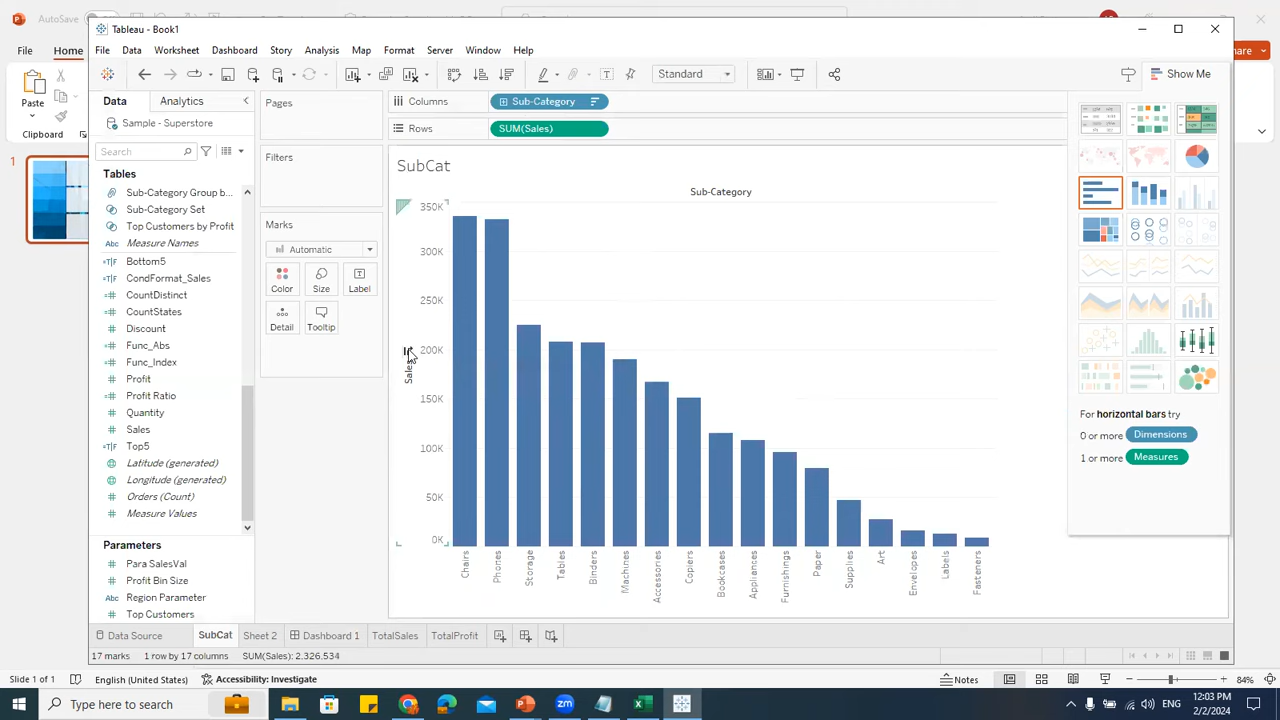 AutoSave
Tableau - Book1
File
Home
Share
File Data Worksheet Dashboard Story Analysis Map Format Server Window Help
Paste
Clipboard
Standard
Show Me
Data
Analytics
Sample - Superstore
Search
Tables
Sub-Category Group b...
Sub-Category Set
Top Customers by Profit
Abc Measure Names
Bottom5
CondFormat_Sales
CountDistinct
CountStates
Discount
Func_Abs
Func_Index
Profit
Profit Ratio
Quantity
Sales
Top5
Latitude (generated)
Longitude (generated)
Orders (Count)
Measure Values
Parameters
Para SalesVal
Profit Bin Size
Abc Region Parameter
Top Customers
Pages
Filters
Marks
Automatic
Color
Size
Label
Detail
Tooltip
Columns
Sub-Category
Rows
SUM(Sales)
SubCat
Sub-Category
350K
300K
250K
200K
150K
100K
50K
0K
Chairs
Phones
Storage
Tables
Binders
Machines
Accessories
Copiers
Bookcases
Appliances
Furnishings
Paper
Supplies
Art
Envelopes
Labels
Fasteners
For horizontal bars try
0 or more Dimensions
1 or more Measures
1
Data Source
SubCat
Sheet 2
Dashboard 1
TotalSales
TotalProfit
17 marks
1 row by 17 columns
SUM(Sales): 2.326.534
Slide 1 of 1
English (United States)
Accessibility: Investigate
Notes
84%
Type here to search
ENG
12:03 PM
2/2/2024